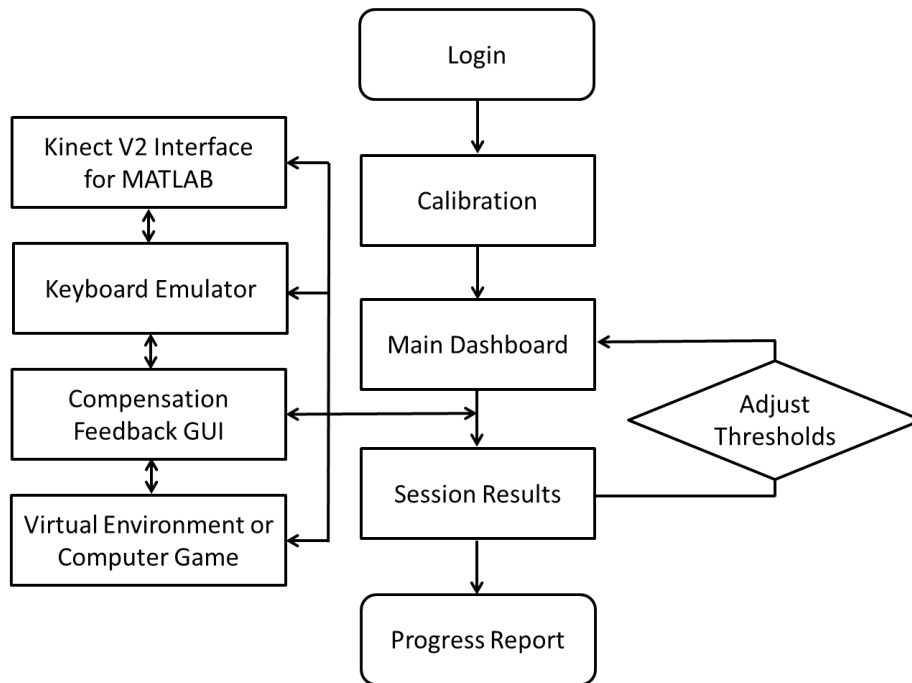 Login
Kinect V2 Interface
for MATLAB
Calibration
Keyboard Emulator
Main Dashboard
Compensation
Feedback GUI
Adjust
Thresholds
Session Results
Virtual Environment or
Computer Game
Progress Report